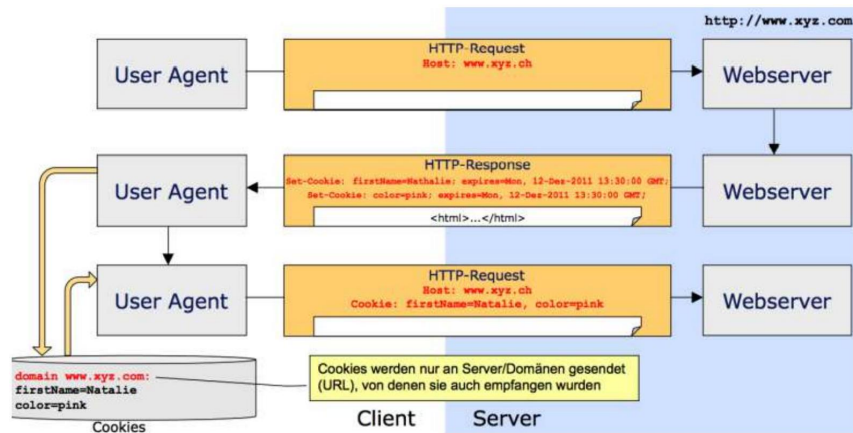 http://www.xyz.com
User Agent
HTTP-Request
Host: www.xyz.ch
Webserver
User Agent
HTTP-Response
Set-Cookie: firstName=Nathalie; expires=Mon, 12-Dez-2011 13:30:00 GMT;
Set-Cookie: color=pink; expires=Mon, 12-Dez-2011 13:30:00 GMT;
<html>...</html>
Webserver
User Agent
HTTP-Request
Host: www.xyz.ch
Cookie: firstName=Natalie, color=pink
Webserver
domain www.xyz.com:
firstName=Natalie
color=pink
Cookies
Cookies werden nur an Server/Domänen gesendet
(URL), von denen sie auch empfangen wurden
Client
Server